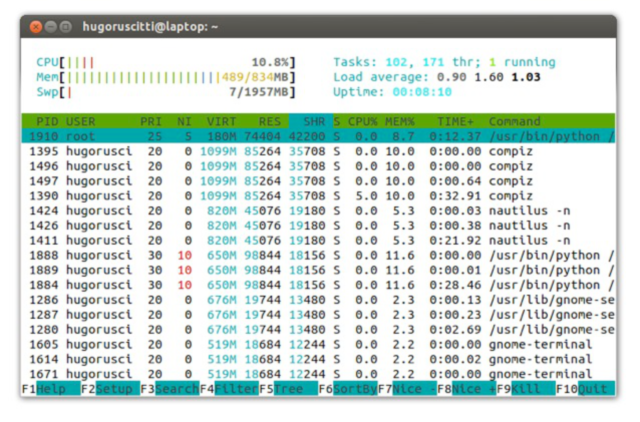 hugoruscitti@laptop: ~
CPU[|||| 10.8%] Tasks: 102, 171 thr; 1 running
Mem[||||||||||||||||||||||||489/834MB] Load average: 0.90 1.60 1.03
Swp[| 7/1957MB] Uptime: 00:08:10
PID USER PRI NI VIRT RES SHR S CPU% MEM% TIME+ Command
1910 root 25 5 180M 74404 42200 S 0.0 8.7 0:12.37 /usr/bin/python /
1395 hugorusci 20 0 1099M 85264 35708 S 0.0 10.0 0:00.00 compiz
1496 hugorusci 20 0 1099M 85264 35708 S 0.0 10.0 0:00.00 compiz
1497 hugorusci 20 0 1099M 85264 35708 S 0.0 10.0 0:00.64 compiz
1390 hugorusci 20 0 1099M 85264 35708 S 5.0 10.0 0:32.91 compiz
1424 hugorusci 20 0 820M 45076 19180 S 0.0 5.3 0:00.03 nautilus -n
1426 hugorusci 20 0 820M 45076 19180 S 0.0 5.3 0:00.38 nautilus -n
1411 hugorusci 20 0 820M 45076 19180 S 0.0 5.3 0:21.92 nautilus -n
1888 hugorusci 30 10 650M 98844 18156 S 0.0 11.6 0:00.00 /usr/bin/python /
1889 hugorusci 30 10 650M 98844 18156 S 0.0 11.6 0:00.01 /usr/bin/python /
1884 hugorusci 30 10 650M 98844 18156 S 0.0 11.6 0:28.46 /usr/bin/python /
1286 hugorusci 20 0 676M 19744 13480 S 0.0 2.3 0:00.13 /usr/lib/gnome-se
1287 hugorusci 20 0 676M 19744 13480 S 0.0 2.3 0:00.23 /usr/lib/gnome-se
1280 hugorusci 20 0 676M 19744 13480 S 0.0 2.3 0:02.69 /usr/lib/gnome-se
1605 hugorusci 20 0 519M 18684 12244 S 0.0 2.2 0:00.00 gnome-terminal
1614 hugorusci 20 0 519M 18684 12244 S 0.0 2.2 0:00.02 gnome-terminal
1671 hugorusci 20 0 519M 18684 12244 S 0.0 2.2 0:00.00 gnome-terminal
F1Help F2Setup F3SearchF4FilterF5Tree F6SortByF7Nice -F8Nice +F9Kill F10Quit